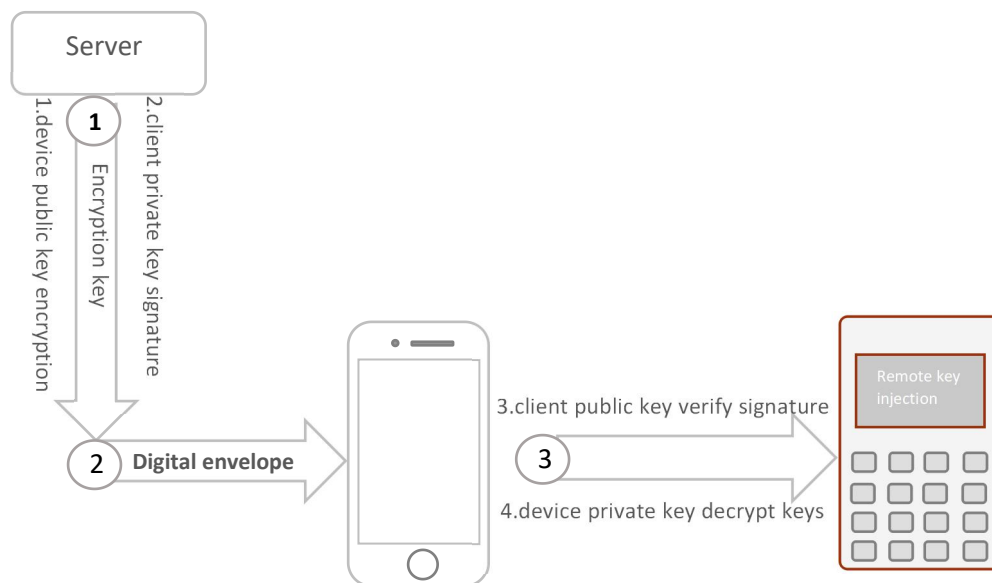 Server
1.device public key encryption
1
Encryption key
2.client private key signature
2
Digital envelope
3.client public key verify signature
3
4.device private key decrypt keys
Remote key
injection